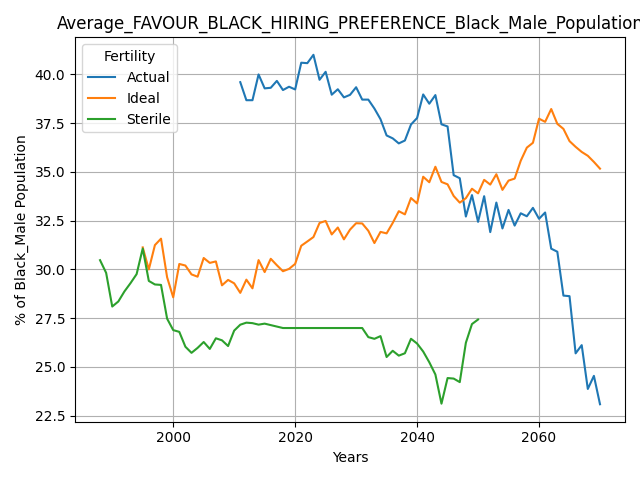 Average_FAVOUR_BLACK_HIRING_PREFERENCE_Black_Male_Population
Fertility
Actual
Ideal
Sterile
% of Black_Male Population
40.0
37.5
35.0
32.5
30.0
27.5
25.0
22.5
2000 2020 2040 2060
Years